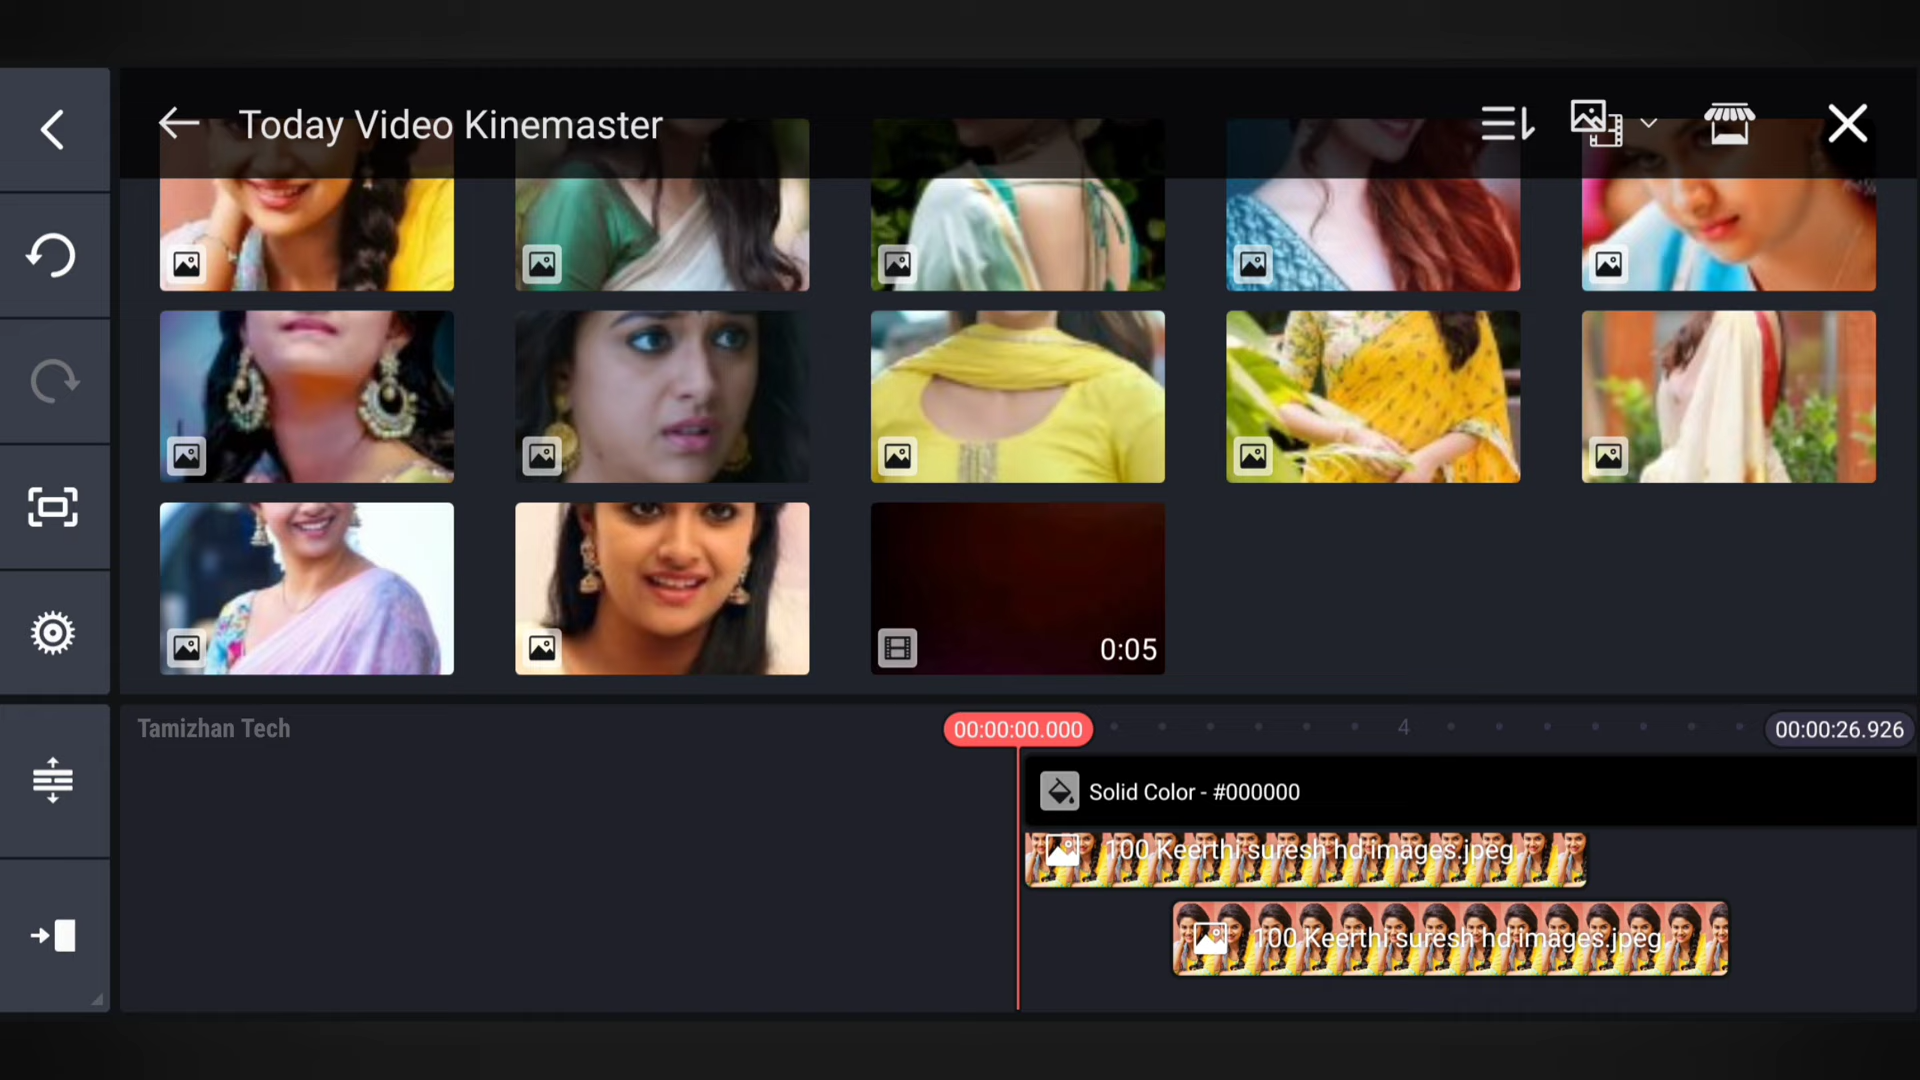 Today Video Kinemaster
0:05
Tamizhan Tech
00:00:00.000
4
00:00:26.926
Solid Color - #000000
100 Keerthi suresh hd images.jpeg
100 Keerthi suresh hd images.jpeg